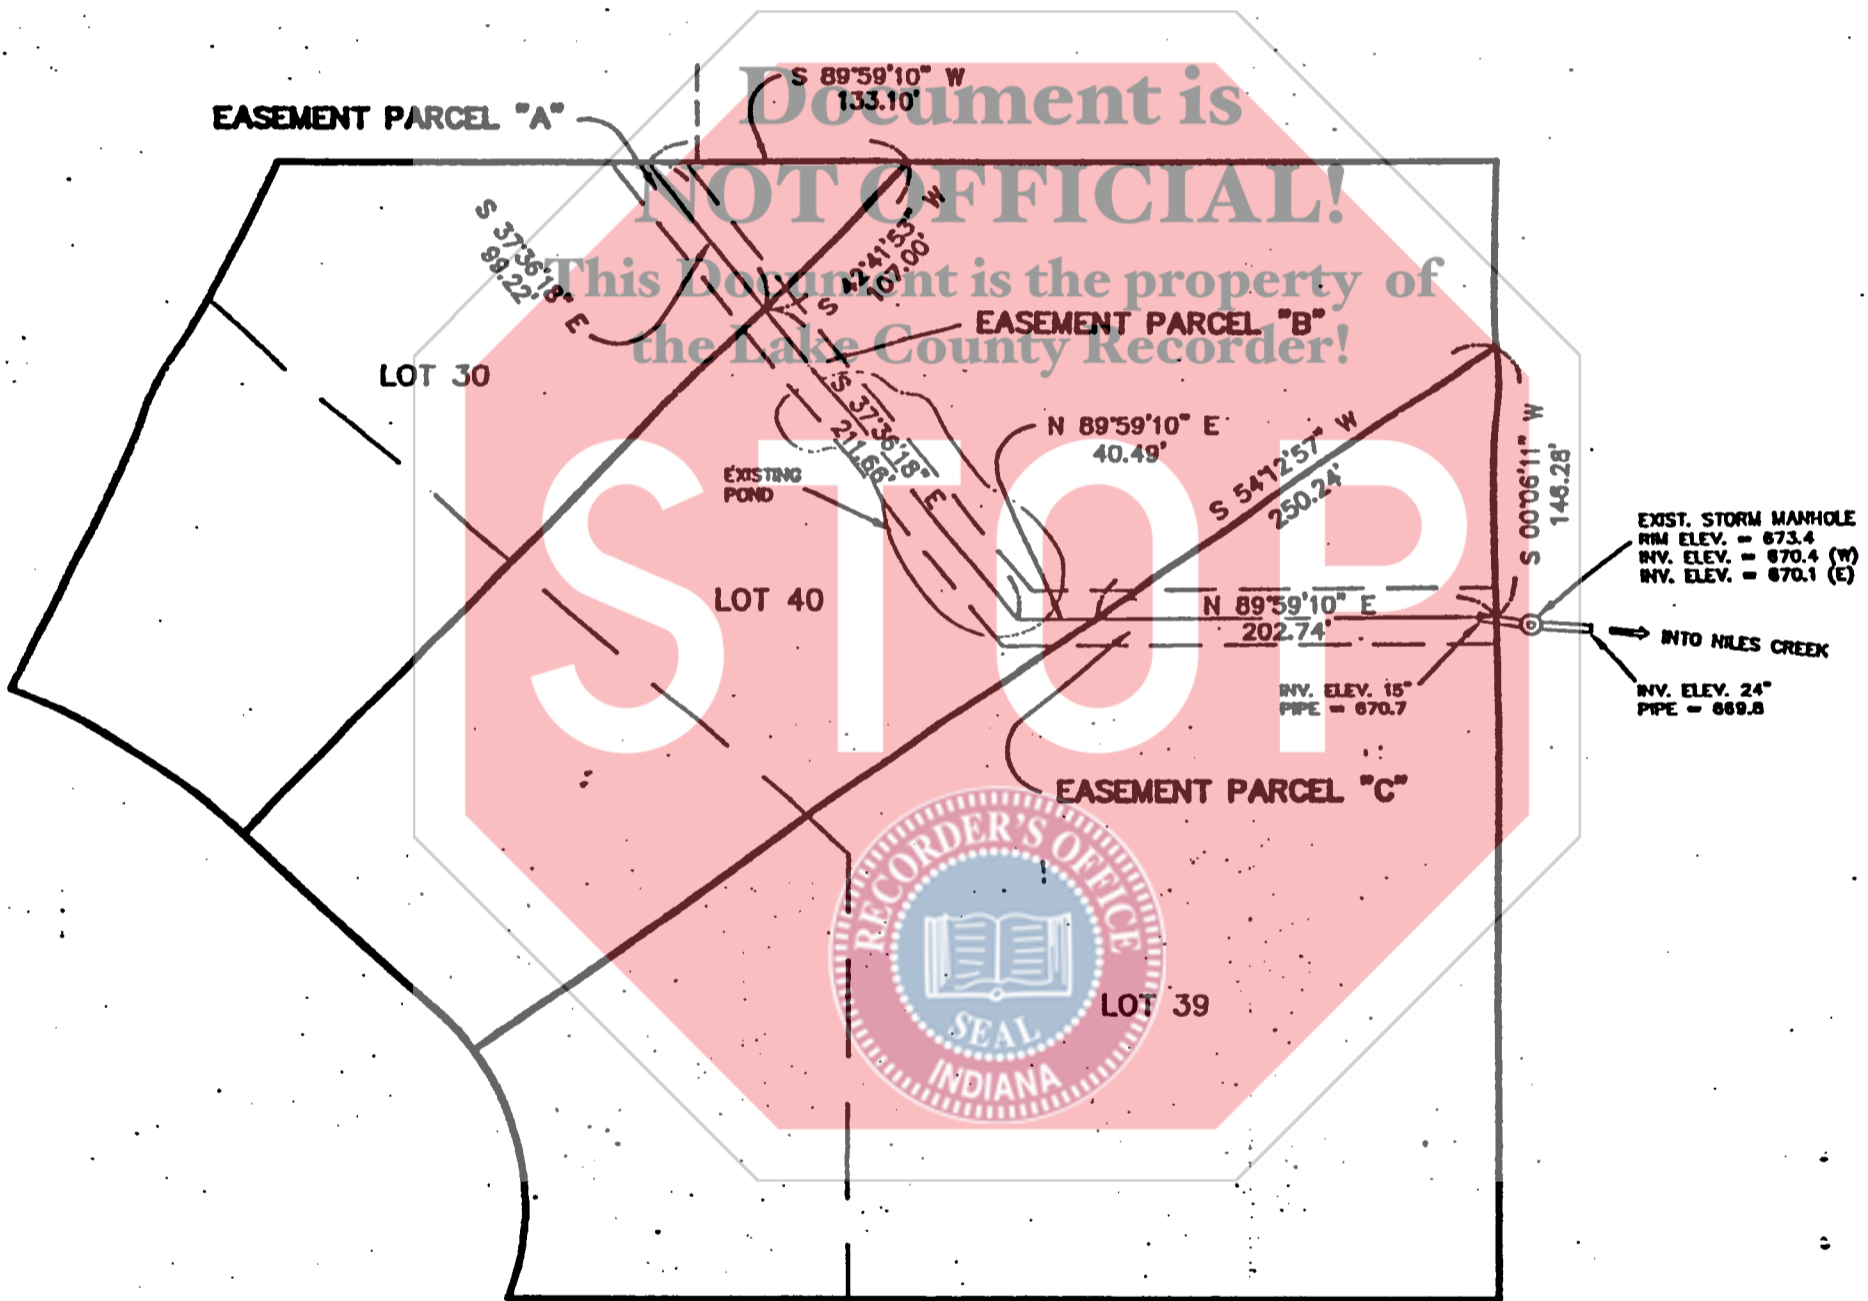 Document is
NOT OFFICIAL!
This Document is the property of
the Lake County Recorder!
STOP
S 89°59'10" W
133.10'
EASEMENT PARCEL "A"
S 37°36'18" E
99.22'
S 42°41'53" W
107.00'
EASEMENT PARCEL "B"
LOT 30
S 37°36'18" E
211.66'
N 89°59'10" E
40.49'
S 54°12'57" W
250.24'
S 00°06'11" W
146.28'
EXISTING
POND
EXIST. STORM MANHOLE
RIM ELEV. = 673.4
INV. ELEV. = 670.4 (W)
INV. ELEV. = 670.1 (E)
LOT 40
N 89°59'10" E
202.74'
INTO NILES CREEK
INV. ELEV. 15"
PIPE = 670.7
INV. ELEV. 24"
PIPE = 669.8
EASEMENT PARCEL "C"
RECORDER'S OFFICE
SEAL
INDIANA
LOT 39